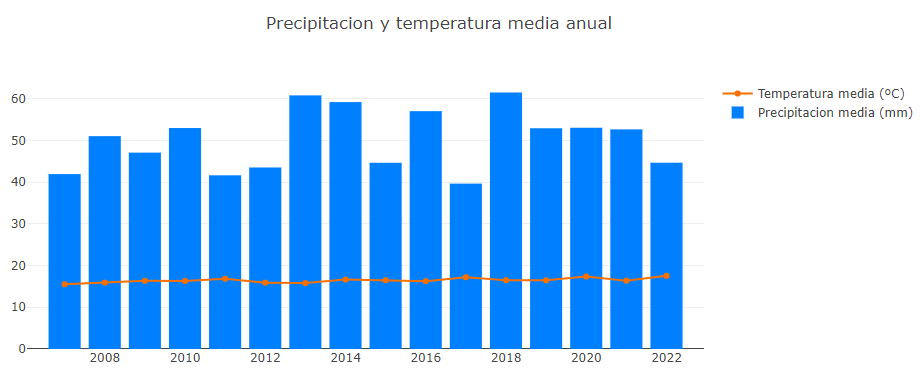 Precipitacion y temperatura media anual
Temperatura media (ºC)
Precipitacion media (mm)
60
50
40
30
20
10
0
2008 2010 2012 2014 2016 2018 2020 2022